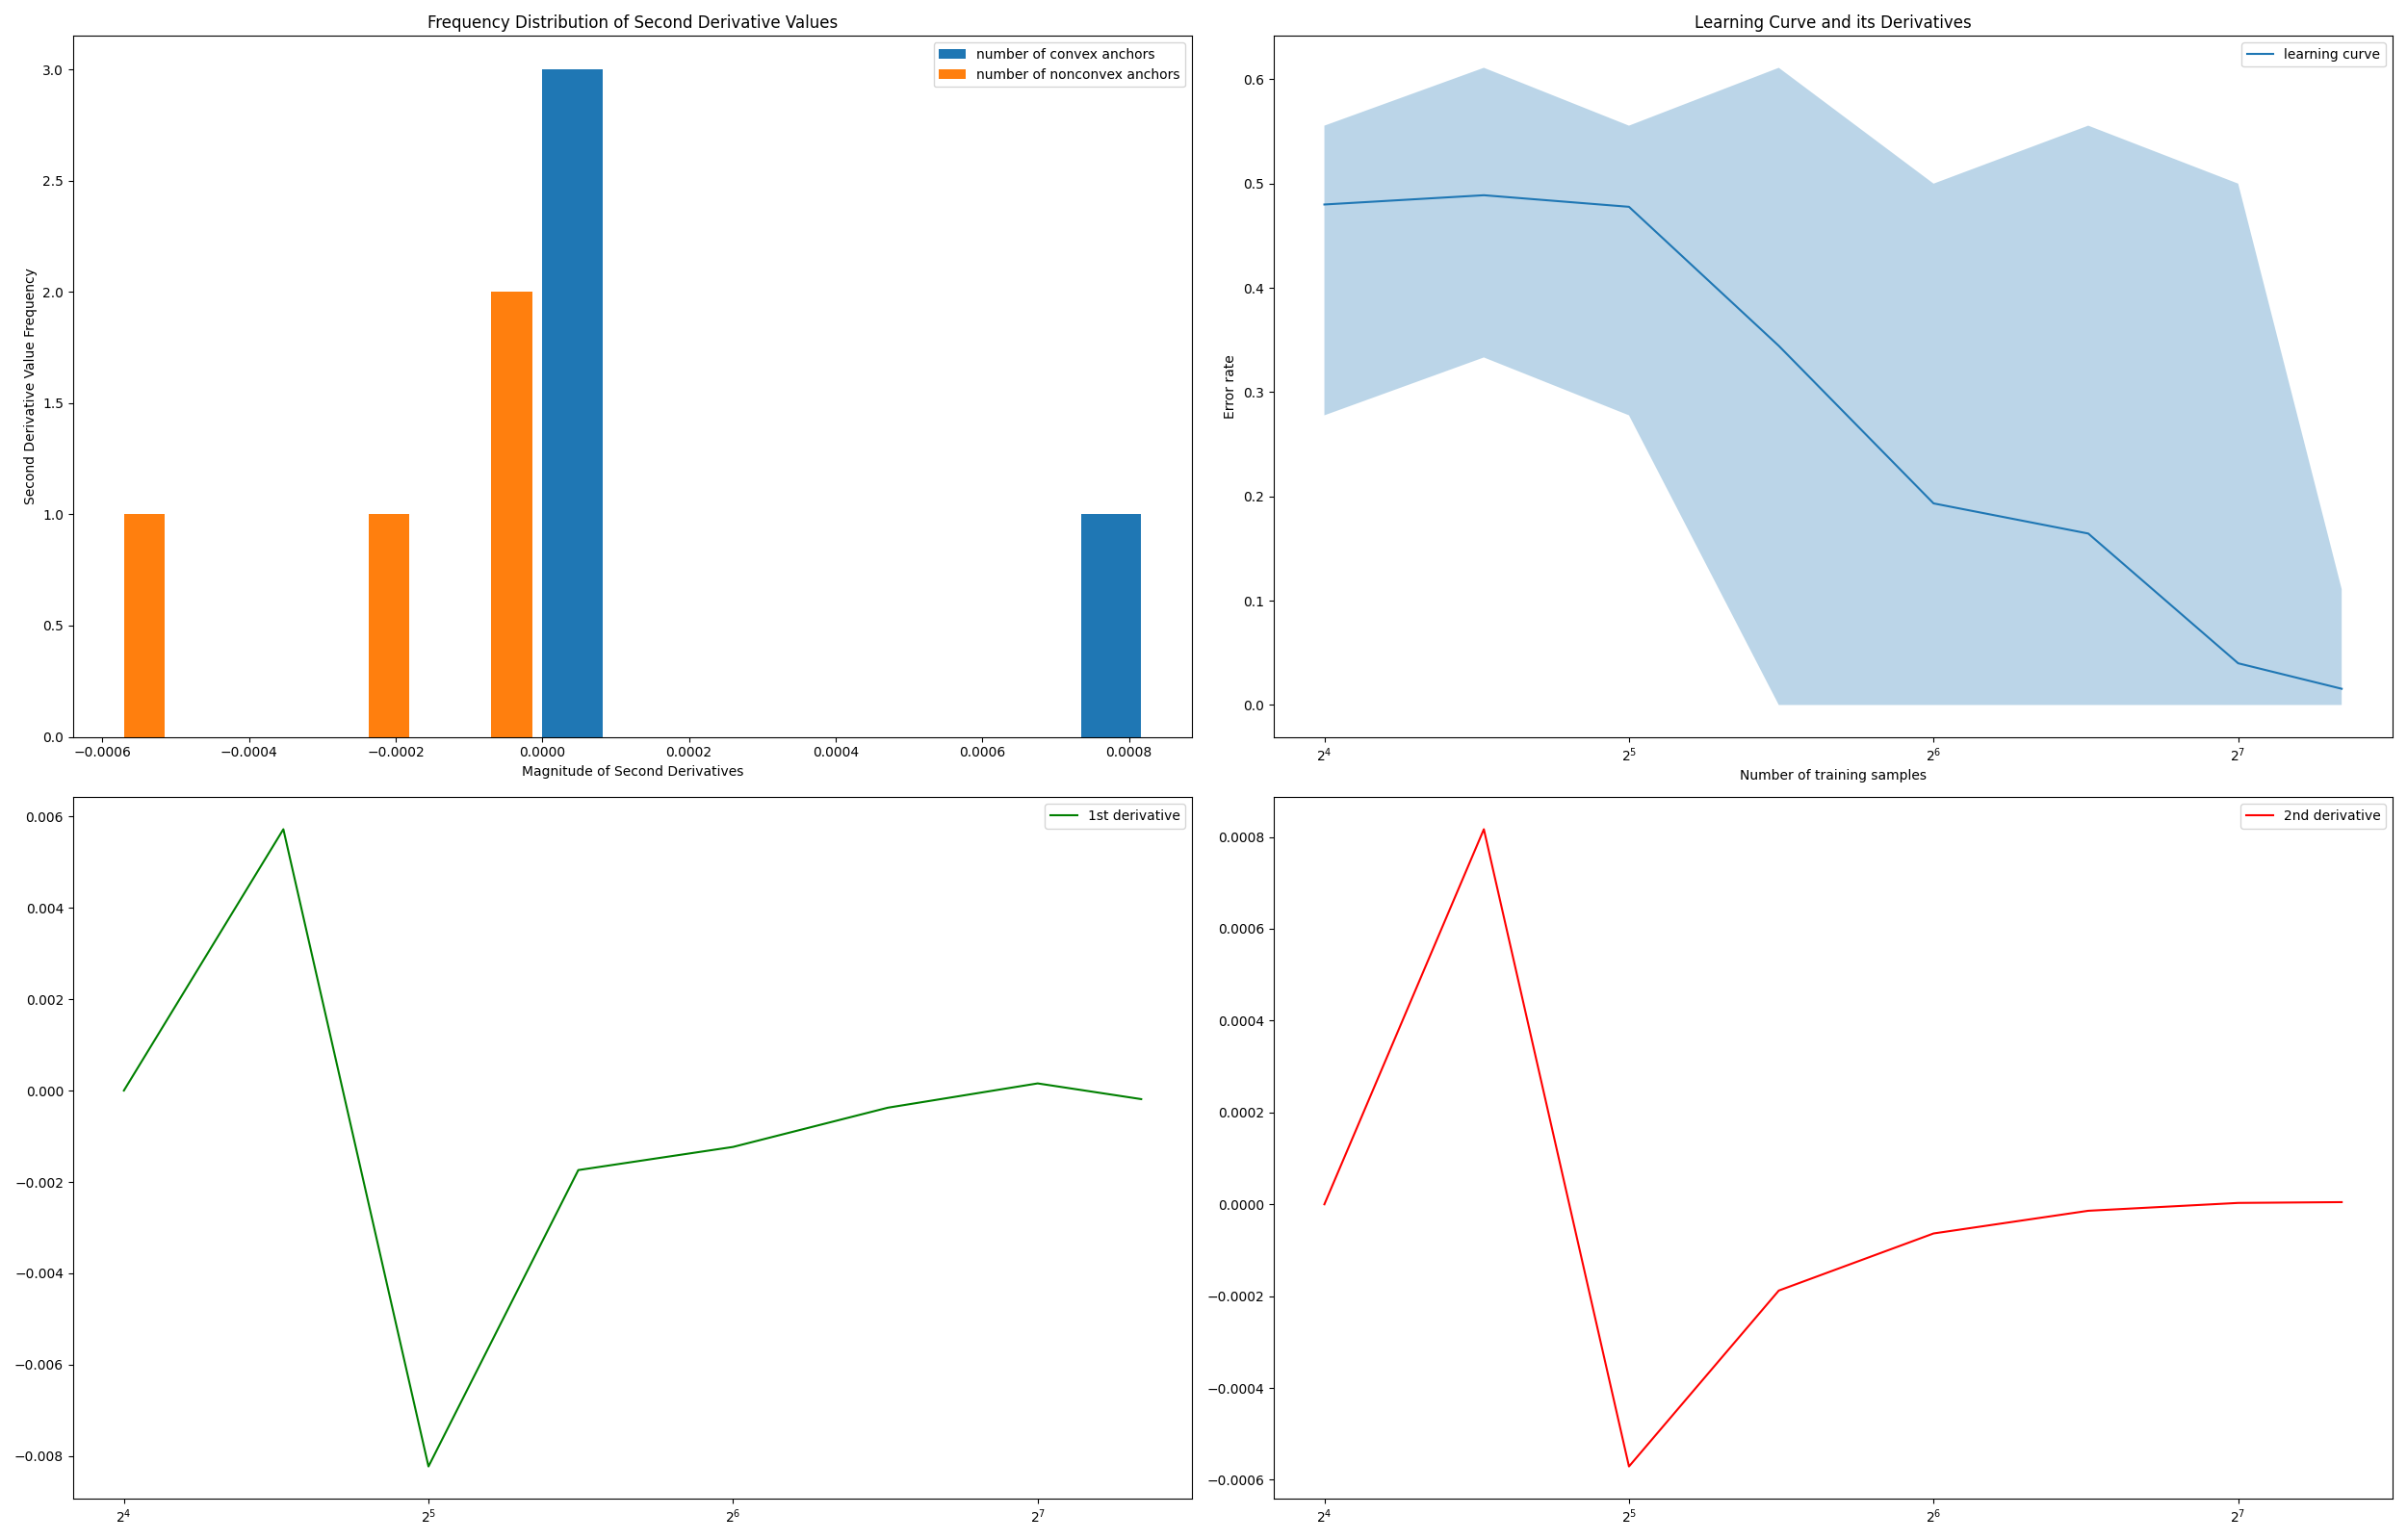 Frequency Distribution of Second Derivative Values
number of convex anchors
number of nonconvex anchors
3.0
2.5
2.0
1.5
1.0
0.5
0.0
Second Derivative Value Frequency
−0.0006 −0.0004 −0.0002 0.0000 0.0002 0.0004 0.0006 0.0008
Magnitude of Second Derivatives
Learning Curve and its Derivatives
learning curve
0.6
0.5
0.4
0.3
0.2
0.1
0.0
Error rate
2⁴ 2⁵ 2⁶ 2⁷
Number of training samples
1st derivative
0.006
0.004
0.002
0.000
−0.002
−0.004
−0.006
−0.008
2⁴ 2⁵ 2⁶ 2⁷
2nd derivative
0.0008
0.0006
0.0004
0.0002
0.0000
−0.0002
−0.0004
−0.0006
2⁴ 2⁵ 2⁶ 2⁷